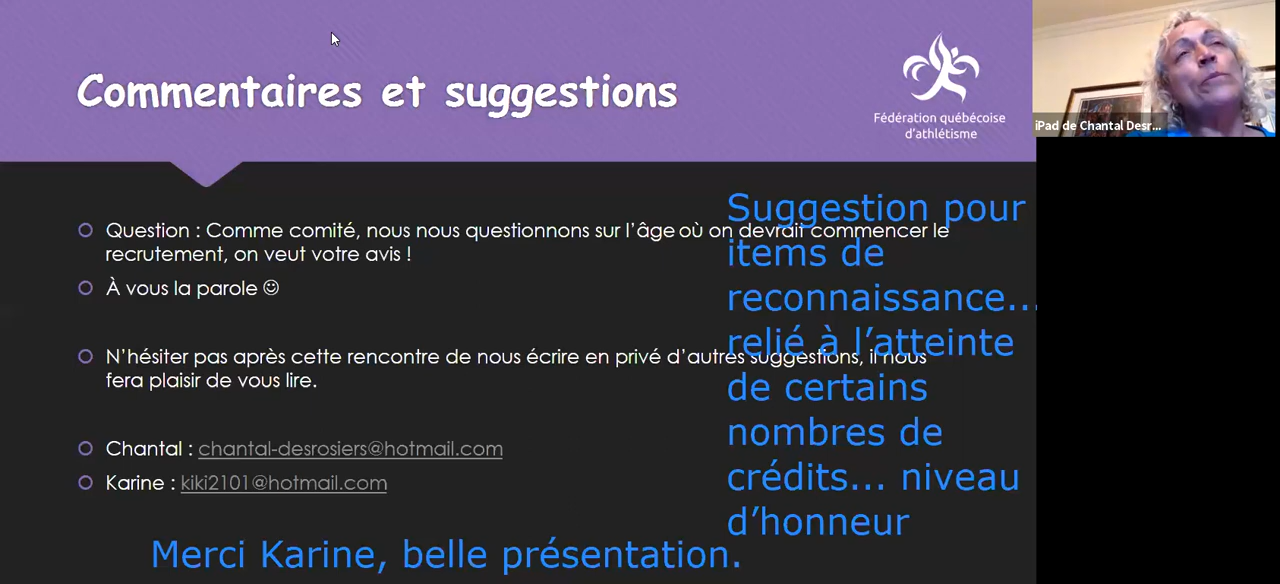 Commentaires et suggestions
Fédération québécoise
d'athlétisme
iPad de Chantal Desr...
Question : Comme comité, nous nous questionnons sur l'âge où on devrait commencer le
recrutement, on veut votre avis !
À vous la parole ☺
N'hésiter pas après cette rencontre de nous écrire en privé d'autres suggestions, il nous
fera plaisir de vous lire.
Chantal : chantal-desrosiers@hotmail.com
Karine : kiki2101@hotmail.com
Suggestion pour
items de
reconnaissance...
relié à l'atteinte
de certains
nombres de
crédits... niveau
d'honneur
Merci Karine, belle présentation.